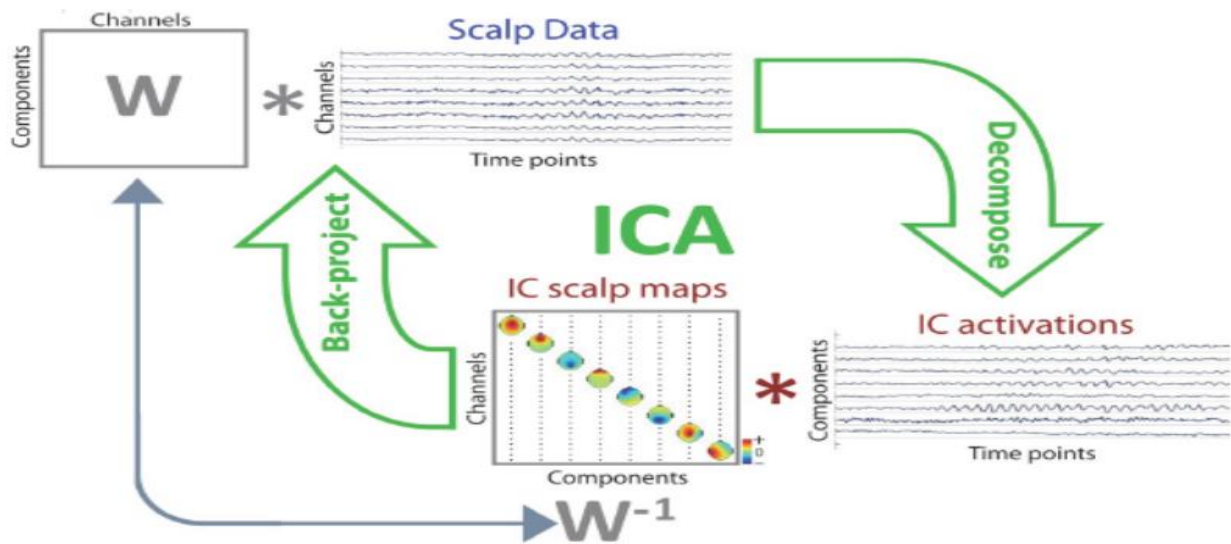 Channels
Components
W
*
Scalp Data
Channels
Time points
Decompose
Back-project
ICA
IC scalp maps
Channels
Components
+
0
–
*
IC activations
Components
Time points
W-1